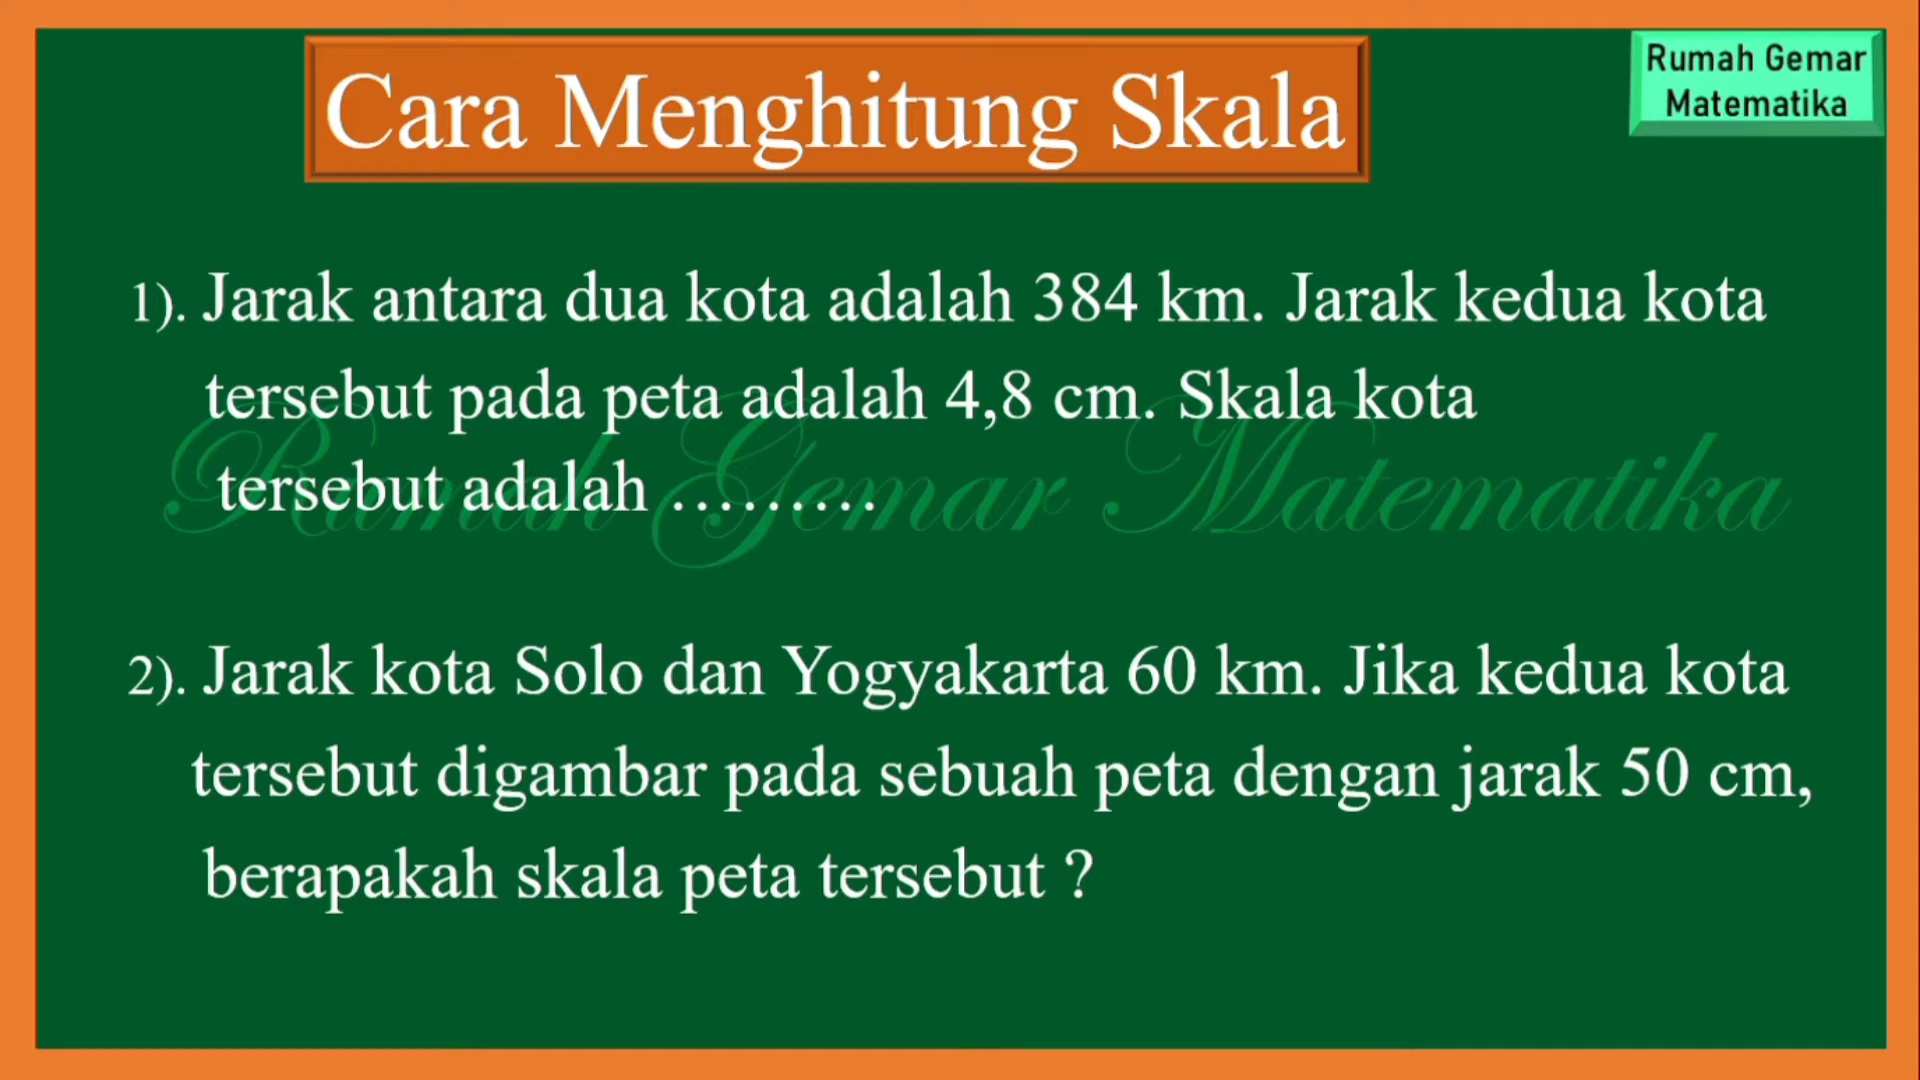 Cara Menghitung Skala
Rumah Gemar
Matematika
1). Jarak antara dua kota adalah 384 km. Jarak kedua kota
tersebut pada peta adalah 4,8 cm. Skala kota
tersebut adalah ………
Rumah Gemar Matematika
2). Jarak kota Solo dan Yogyakarta 60 km. Jika kedua kota
tersebut digambar pada sebuah peta dengan jarak 50 cm,
berapakah skala peta tersebut ?